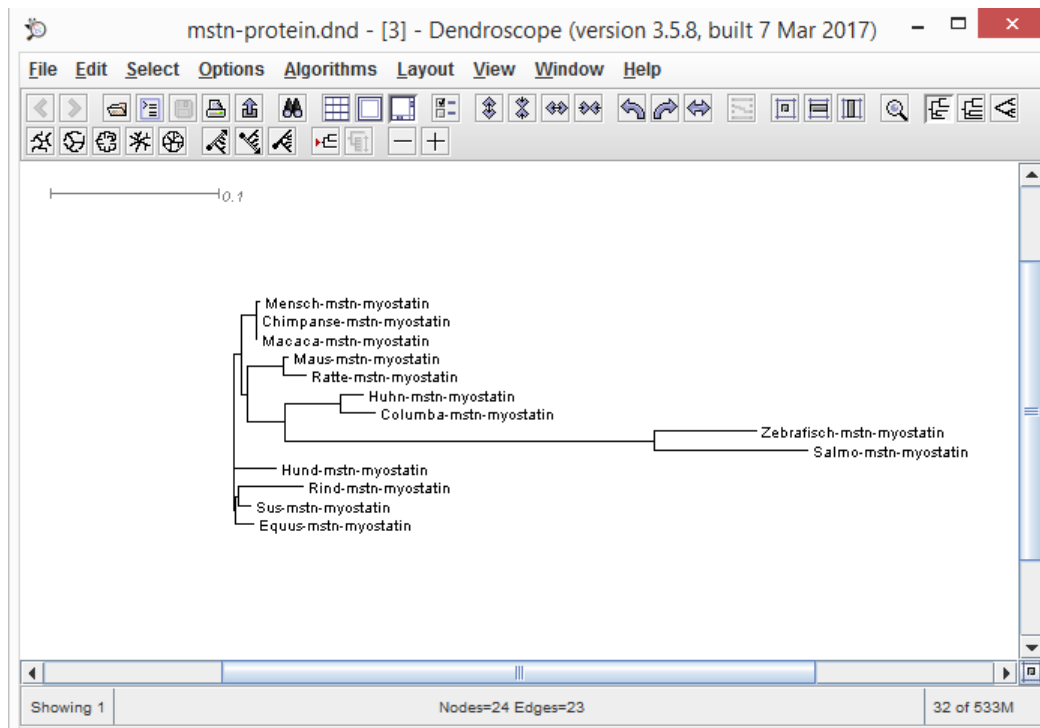 mstn-protein.dnd - [3] - Dendroscope (version 3.5.8, built 7 Mar 2017)
File Edit Select Options Algorithms Layout View Window Help
0.1
Mensch-mstn-myostatin
Chimpanse-mstn-myostatin
Macaca-mstn-myostatin
Maus-mstn-myostatin
Ratte-mstn-myostatin
Huhn-mstn-myostatin
Columba-mstn-myostatin
Zebrafisch-mstn-myostatin
Salmo-mstn-myostatin
Hund-mstn-myostatin
Rind-mstn-myostatin
Sus-mstn-myostatin
Equus-mstn-myostatin
Showing 1 Nodes=24 Edges=23 32 of 533M